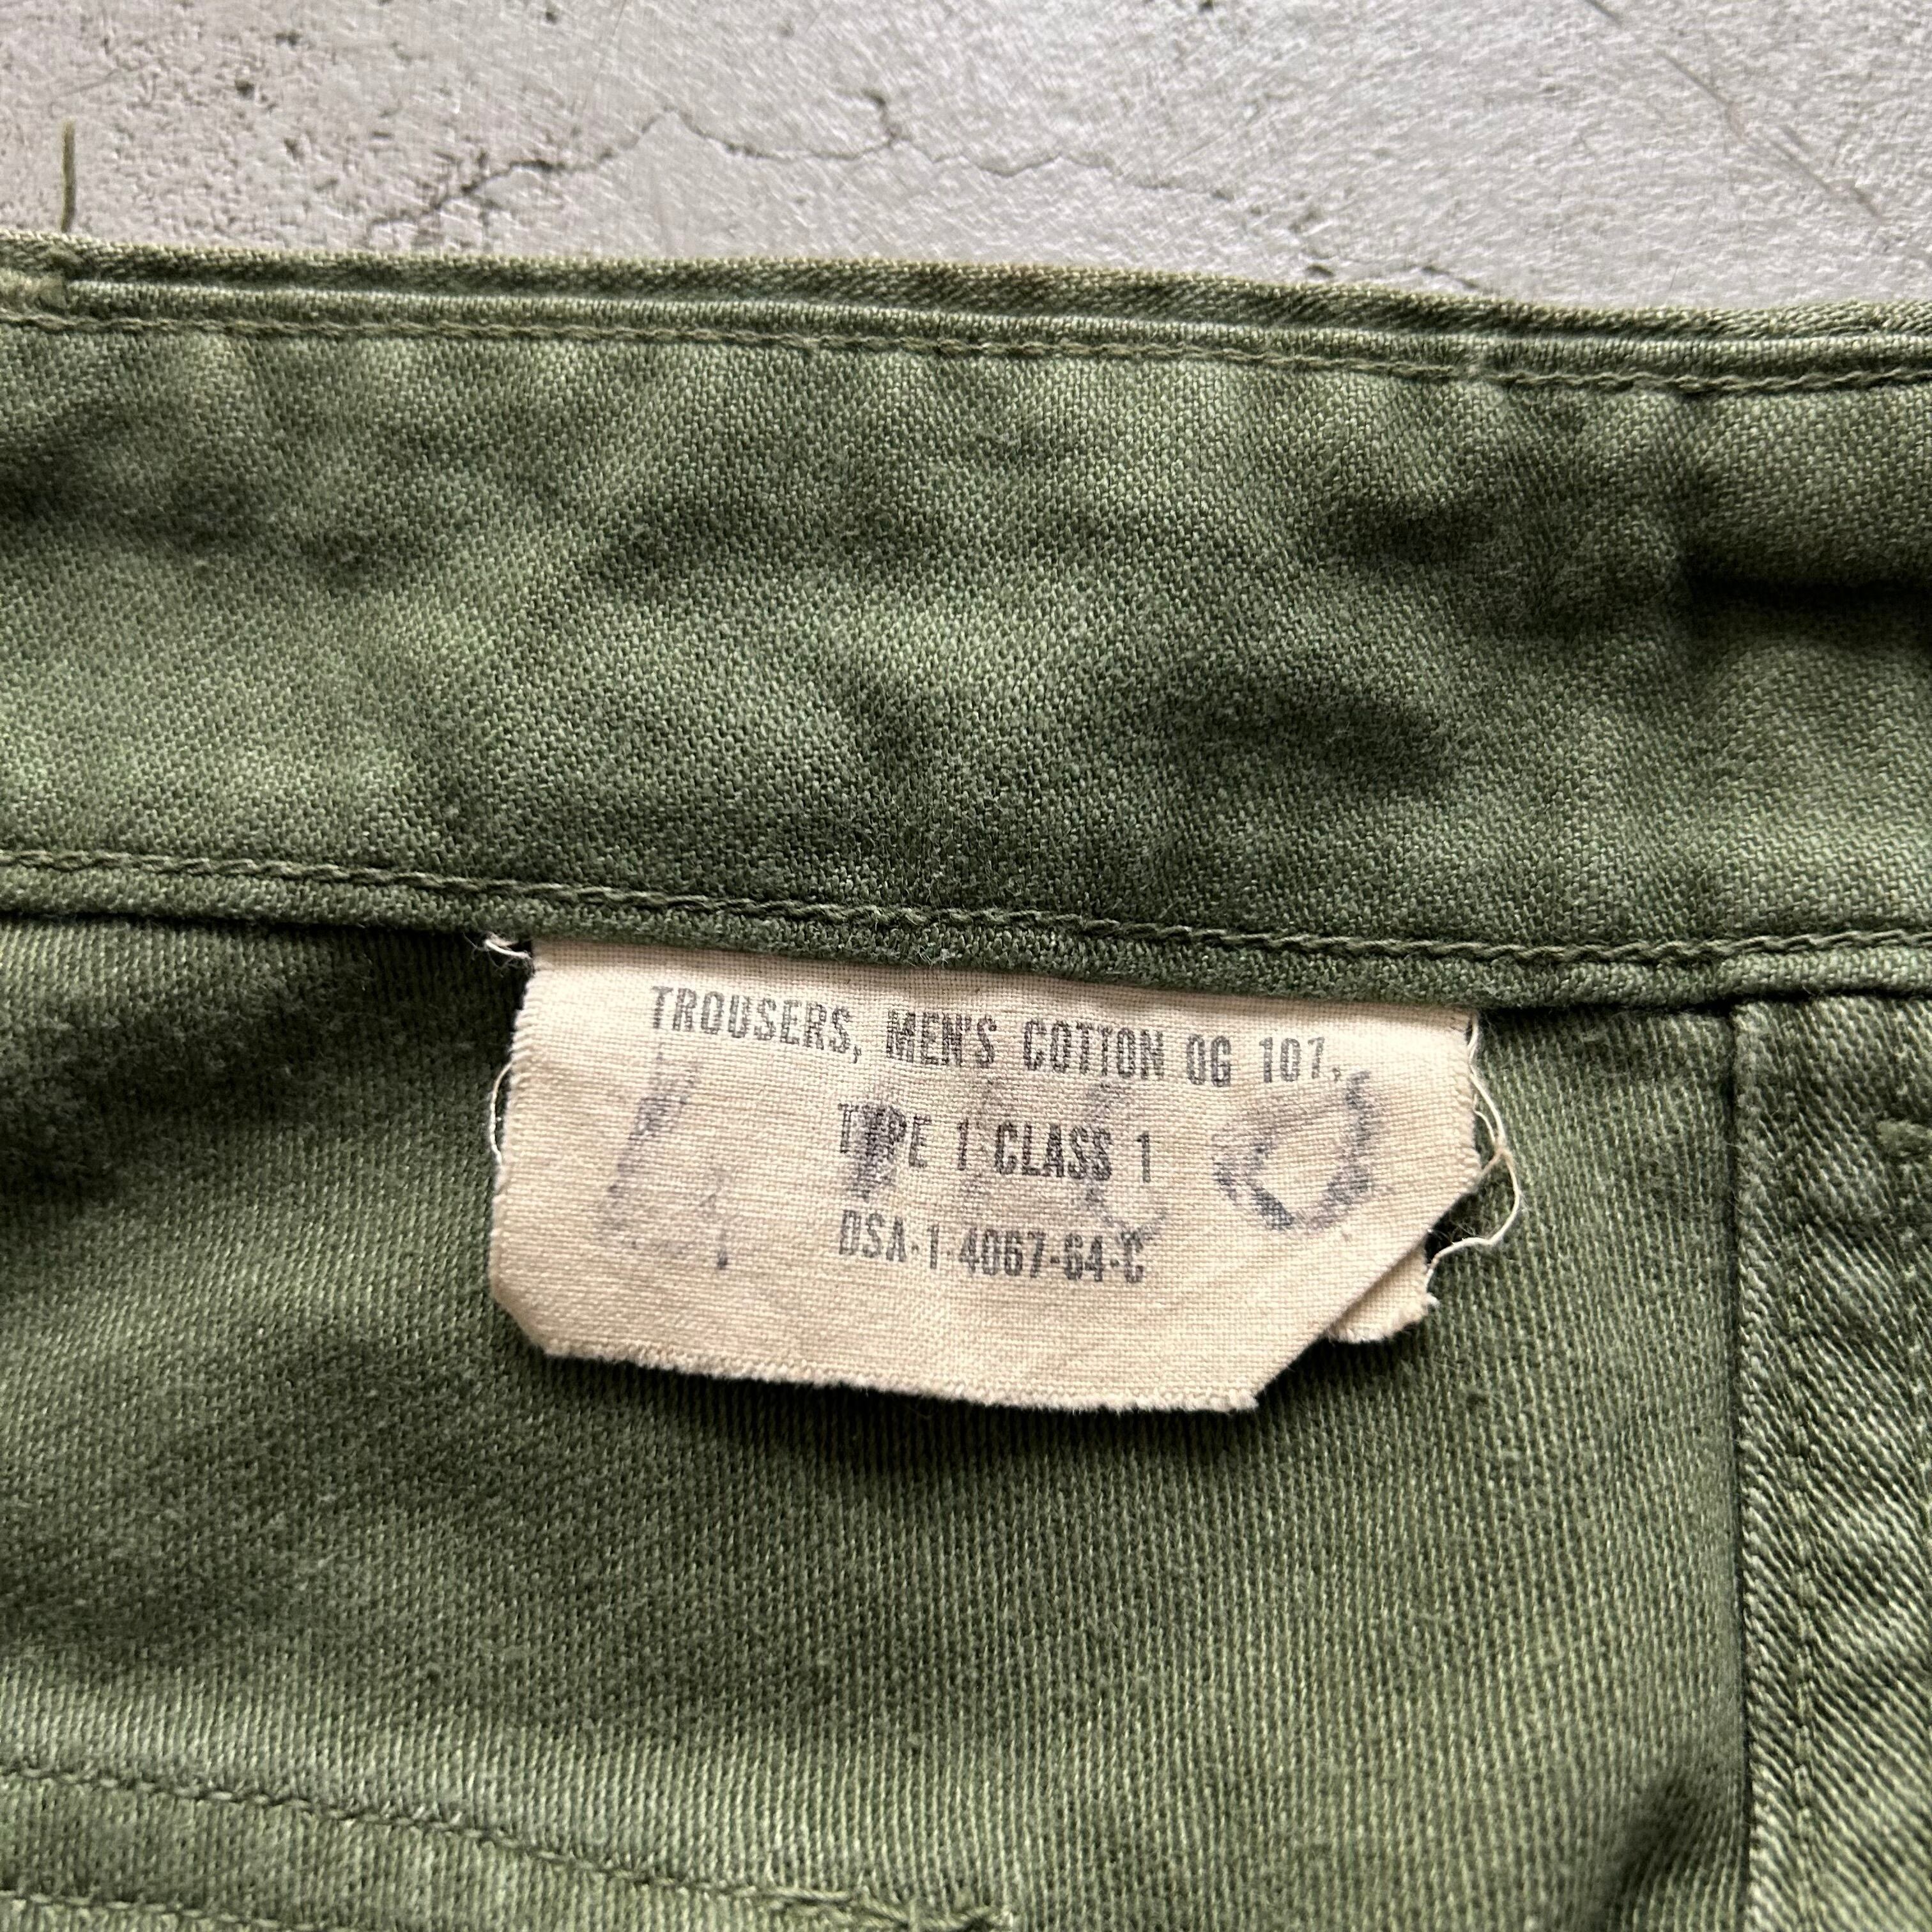 TROUSERS, MEN'S COTTON OG 107,
TYPE 1 CLASS 1
DSA-1-4067-64-C